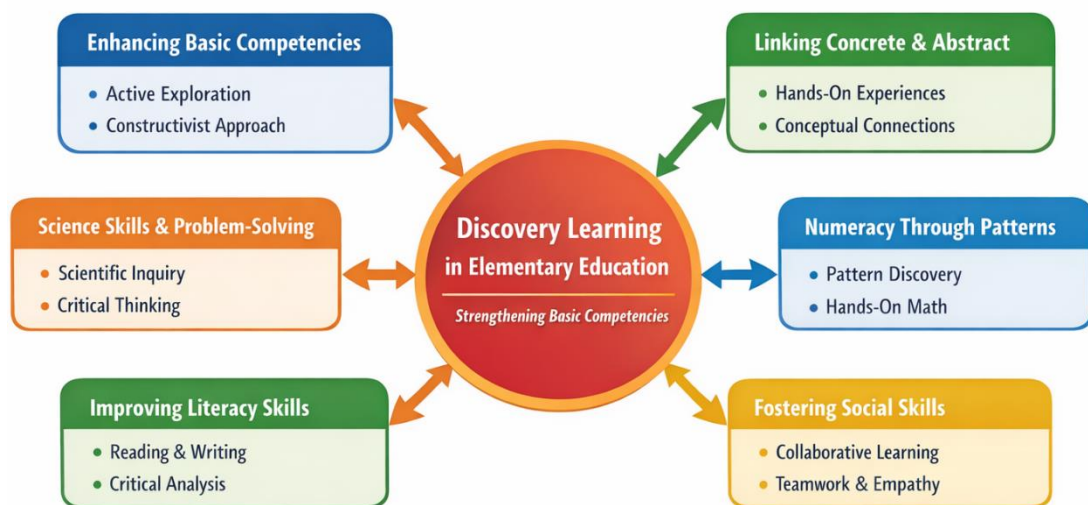 Enhancing Basic Competencies
• Active Exploration
• Constructivist Approach
Linking Concrete & Abstract
• Hands-On Experiences
• Conceptual Connections
Science Skills & Problem-Solving
• Scientific Inquiry
• Critical Thinking
Discovery Learning
in Elementary Education
Strengthening Basic Competencies
Numeracy Through Patterns
• Pattern Discovery
• Hands-On Math
Improving Literacy Skills
• Reading & Writing
• Critical Analysis
Fostering Social Skills
• Collaborative Learning
• Teamwork & Empathy